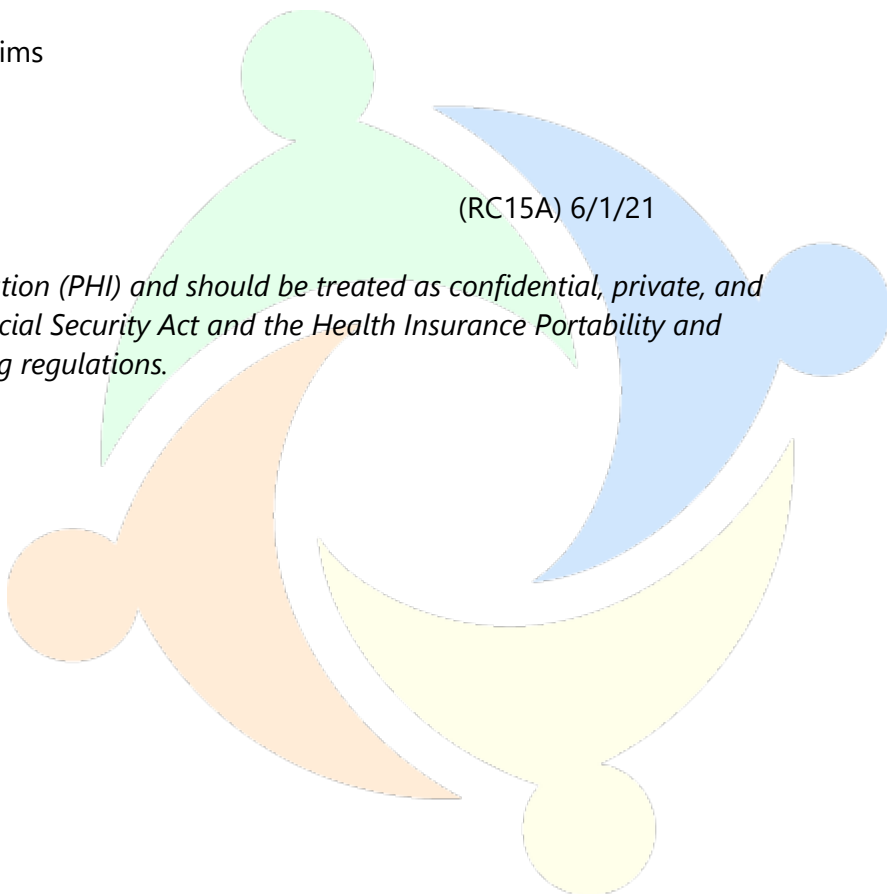 ims
(RC15A) 6/1/21
tion (PHI) and should be treated as confidential, private, and
cial Security Act and the Health Insurance Portability and
g regulations.